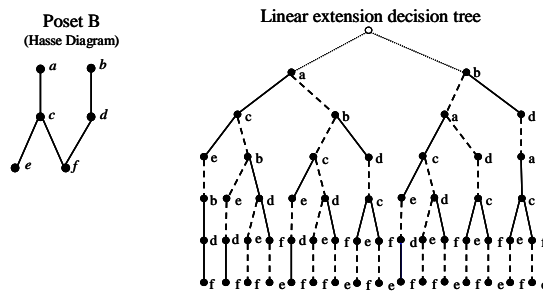 Poset B
(Hasse Diagram)
a b
c d
e f
Linear extension decision tree
a b
c b a d
e b c d c d a
b e d e d c e d c c
d d e f d e f e f d e f e f e f
f f f e f f e f e f f e f e f e